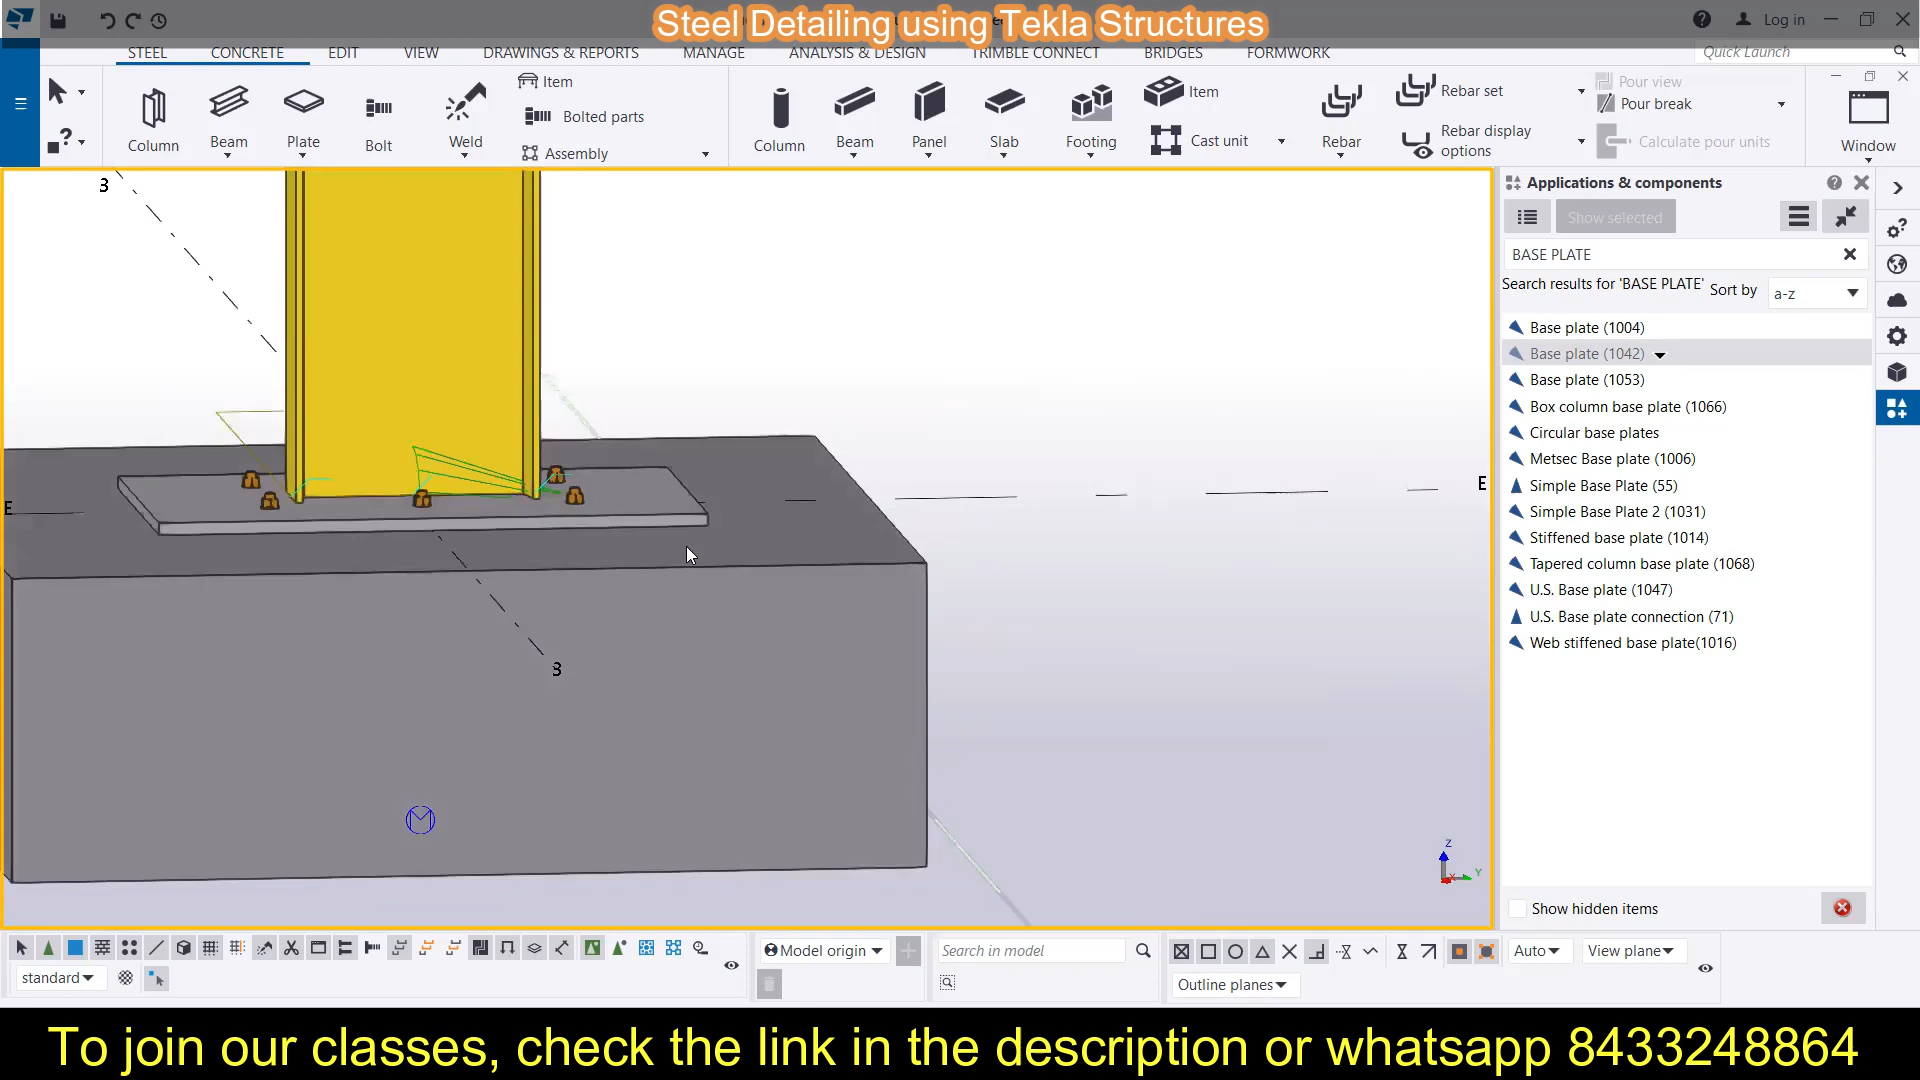 Steel Detailing using Tekla Structures
Log in
STEEL CONCRETE EDIT VIEW DRAWINGS & REPORTS MANAGE ANALYSIS & DESIGN TRIMBLE CONNECT BRIDGES FORMWORK Quick Launch
Column Beam Plate Bolt Weld
Item
Bolted parts
Assembly
Column Beam Panel Slab Footing
Item
Cast unit
Rebar
Rebar set
Rebar display
options
Pour view
Pour break
Calculate pour units
Window
3
E
E
3
Z
Y
X
Applications & components
Show selected
BASE PLATE
Search results for 'BASE PLATE' Sort by a-z
Base plate (1004)
Base plate (1042)
Base plate (1053)
Box column base plate (1066)
Circular base plates
Metsec Base plate (1006)
Simple Base Plate (55)
Simple Base Plate 2 (1031)
Stiffened base plate (1014)
Tapered column base plate (1068)
U.S. Base plate (1047)
U.S. Base plate connection (71)
Web stiffened base plate(1016)
Show hidden items
Model origin
Search in model
Auto
View plane
standard
Outline planes
To join our classes, check the link in the description or whatsapp 8433248864